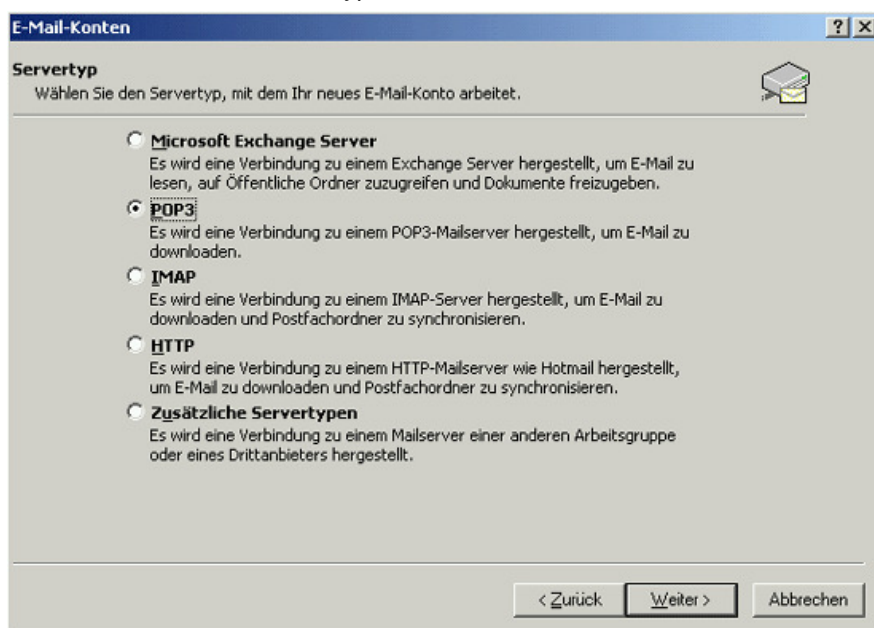 E-Mail-Konten
Servertyp
Wählen Sie den Servertyp, mit dem Ihr neues E-Mail-Konto arbeitet.
Microsoft Exchange Server
Es wird eine Verbindung zu einem Exchange Server hergestellt, um E-Mail zu
lesen, auf Öffentliche Ordner zuzugreifen und Dokumente freizugeben.
POP3
Es wird eine Verbindung zu einem POP3-Mailserver hergestellt, um E-Mail zu
downloaden.
IMAP
Es wird eine Verbindung zu einem IMAP-Server hergestellt, um E-Mail zu
downloaden und Postfachordner zu synchronisieren.
HTTP
Es wird eine Verbindung zu einem HTTP-Mailserver wie Hotmail hergestellt,
um E-Mail zu downloaden und Postfachordner zu synchronisieren.
Zusätzliche Servertypen
Es wird eine Verbindung zu einem Mailserver einer anderen Arbeitsgruppe
oder eines Drittanbieters hergestellt.
< Zurück Weiter > Abbrechen